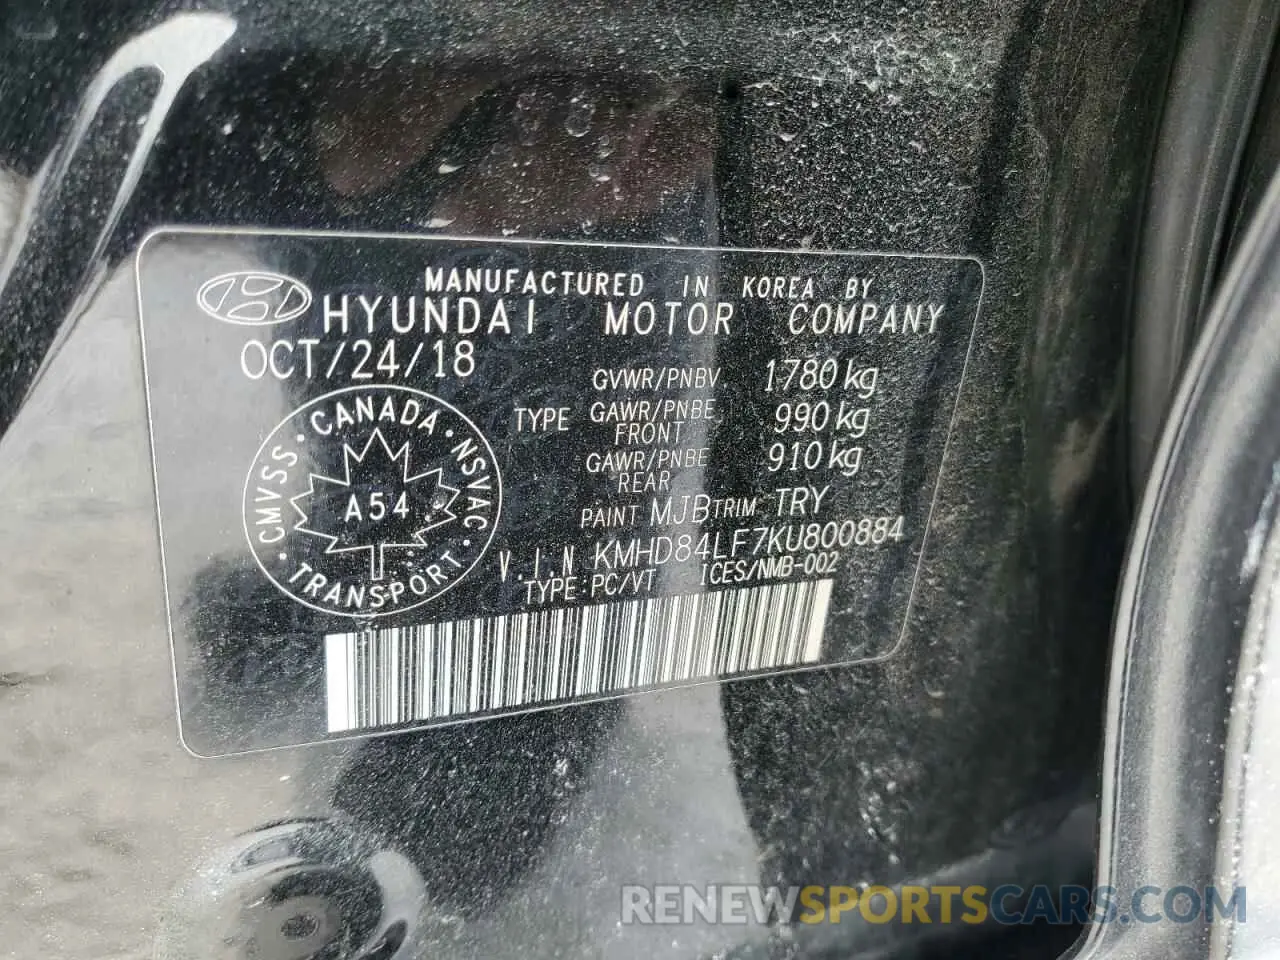 MANUFACTURED IN KOREA BY
HYUNDAI MOTOR COMPANY
OCT/24/18
GVWR/PNBV 1780 kg
TYPE GAWR/PNBE FRONT 990 kg
GAWR/PNBE REAR 910 kg
PAINT MJB TRIM TRY
V.I.N KMHD84LF7KU800884
TYPE:PC/VT ICES/NMB-002
CANADA · NSVAC · TRANSPORT · CMVSS ·
A54
RENEWSPORTSCARS.COM